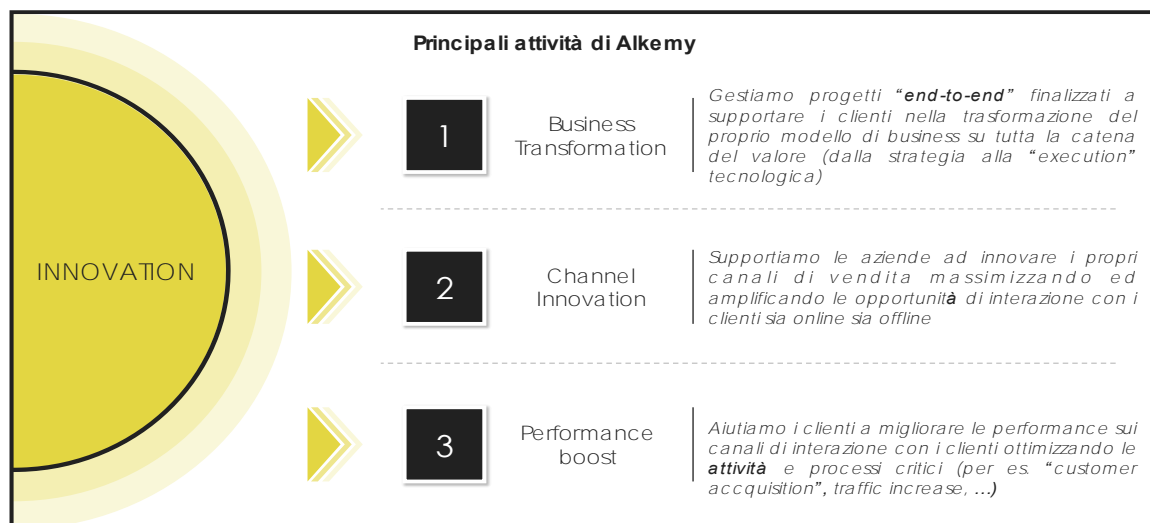 Principali attività di Alkemy
INNOVATION
1
Business
Transformation
Gestiamo progetti “end-to-end” finalizzati a
supportare i clienti nella trasformazione del
proprio modello di business su tutta la catena
del valore (dalla strategia alla “execution”
tecnologica)
2
Channel
Innovation
Supportiamo le aziende ad innovare i propri
canali di vendita massimizzando ed
amplificando le opportunità di interazione con i
clienti sia online sia offline
3
Performance
boost
Aiutiamo i clienti a migliorare le performance sui
canali di interazione con i clienti ottimizzando le
attività e processi critici (per es. “customer
accquisition”, traffic increase, ...)